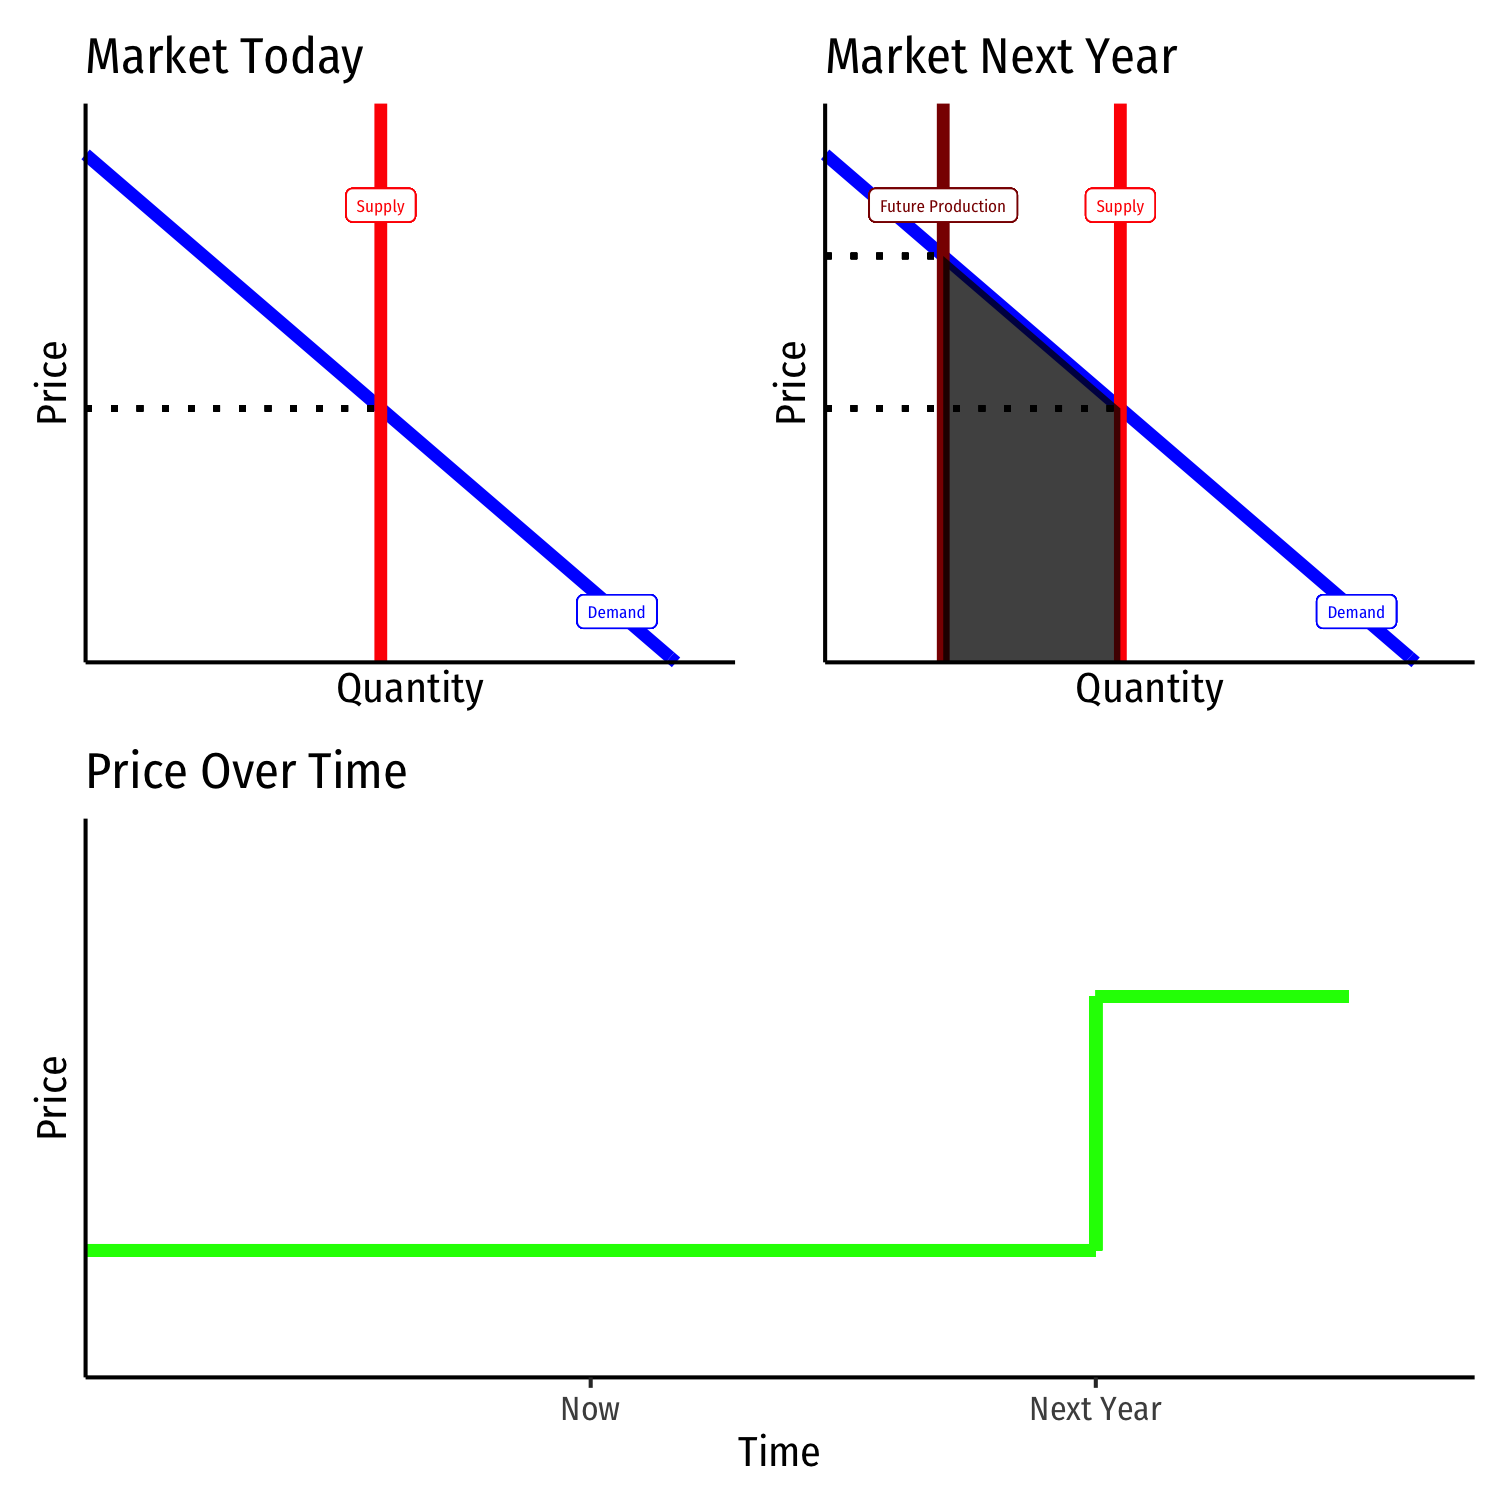 Market Today
Price
Supply
Demand
Quantity
Market Next Year
Price
Future Production
Supply
Demand
Quantity
Price Over Time
Price
Now
Next Year
Time